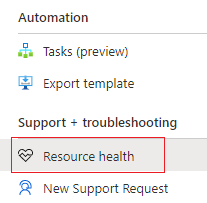 Automation
Tasks (preview)
Export template
Support + troubleshooting
Resource health
New Support Request